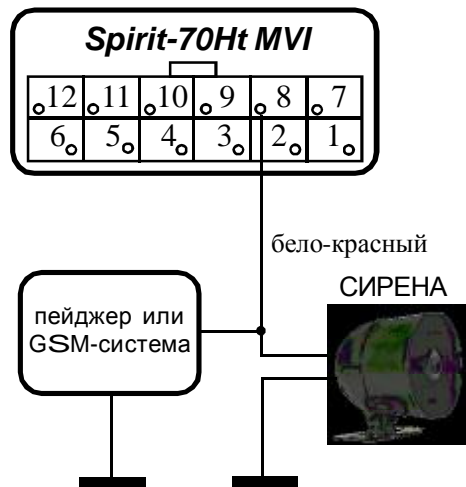 Spirit-70Ht MVI
12 11 10 9 8 7
6 5 4 3 2 1
бело-красный
СИРЕНА
пейджер или
GSM-система